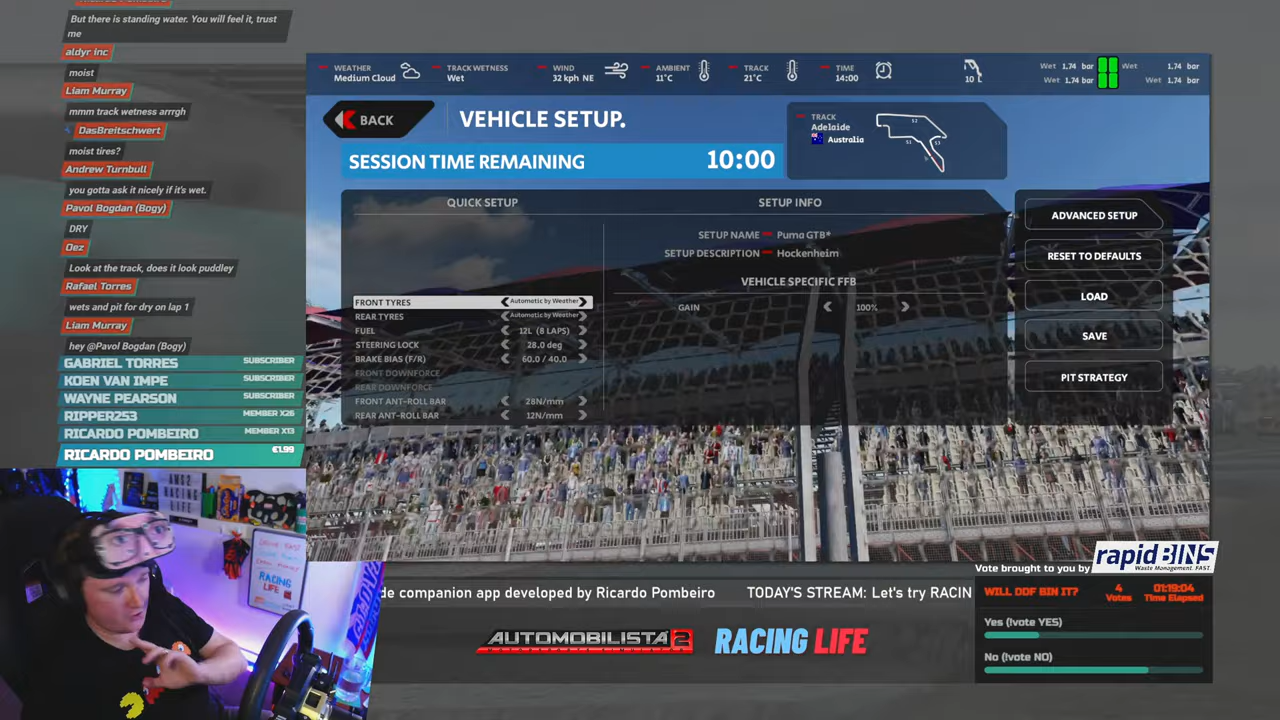 But there is standing water. You will feel it, trust
me
aldyr inc
moist
Liam Murray
mmm track wetness arrrgh
DasBreitschwert
moist tires?
Andrew Turnbull
you gotta ask it nicely if it's wet.
Pavol Bogdan (Bogy)
DRY
Oez
Look at the track, does it look puddley
Rafael Torres
wets and pit for dry on lap 1
Liam Murray
hey @Pavol Bogdan (Bogy)
GABRIEL TORRES SUBSCRIBER
KOEN VAN IMPE SUBSCRIBER
WAYNE PEARSON SUBSCRIBER
RIPPER253 MEMBER X26
RICARDO POMBEIRO MEMBER X13
RICARDO POMBEIRO €1.99
WEATHER
Medium Cloud
TRACK WETNESS
Wet
WIND
32 kph NE
AMBIENT
11°C
TRACK
21°C
TIME
14:00
10
Wet 1.74 bar Wet 1.74 bar
Wet 1.74 bar Wet 1.74 bar
BACK
VEHICLE SETUP.
TRACK
Adelaide
Australia
SESSION TIME REMAINING 10:00
QUICK SETUP
SETUP INFO
SETUP NAME Puma GTB*
SETUP DESCRIPTION Hockenheim
VEHICLE SPECIFIC FFB
GAIN 100%
FRONT TYRES Automatic by Weather
REAR TYRES Automatic by Weather
FUEL 12L (8 LAPS)
STEERING LOCK 28.0 deg
BRAKE BIAS (F/R) 60.0 / 40.0
FRONT DOWNFORCE
REAR DOWNFORCE
FRONT ANTI-ROLL BAR 28N/mm
REAR ANTI-ROLL BAR 12N/mm
ADVANCED SETUP
RESET TO DEFAULTS
LOAD
SAVE
PIT STRATEGY
AMS2
RACING
LIFE
RACING
LIFE
Vote brought to you by rapidBINS
Waste Management. FAST.
de companion app developed by Ricardo Pombeiro TODAY'S STREAM: Let's try RACIN
WILL DDF BIN IT? 4 Votes 01:19:04 Time Elapsed
Yes (!vote YES)
No (!vote NO)
AUTOMOBILISTA 2 RACING LIFE